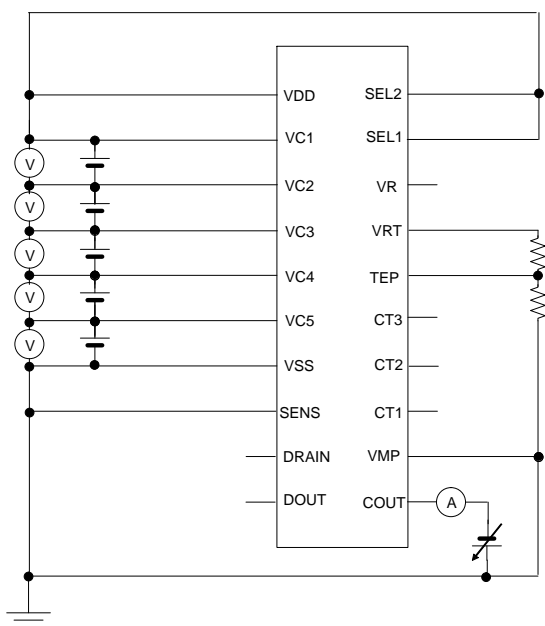 VDD SEL2
VC1 SEL1
V
VC2 VR
V
VC3 VRT
V
VC4 TEP
V
VC5 CT3
V
VSS CT2
SENS CT1
DRAIN VMP
DOUT COUT A